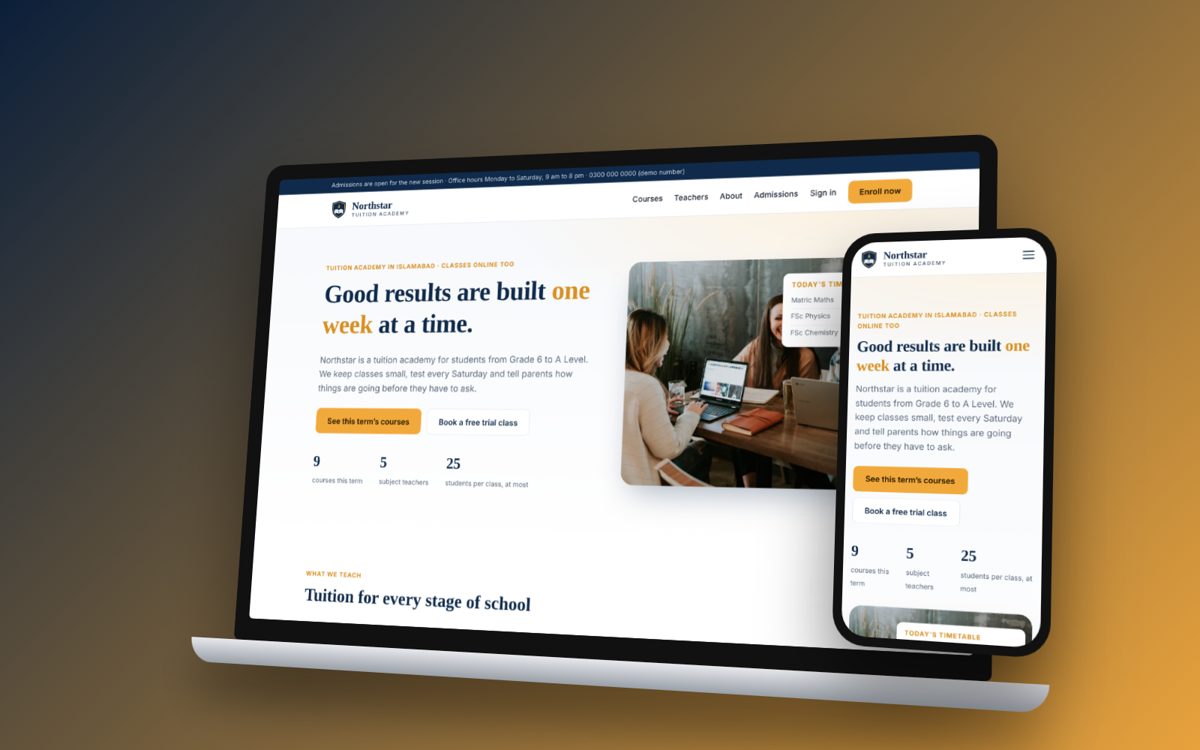 Admissions are open for the new session · Office hours Monday to Saturday, 9 am to 8 pm · 0300 000 0000 (demo number)
Northstar
TUITION ACADEMY
Courses Teachers About Admissions Sign in Enroll now
TUITION ACADEMY IN ISLAMABAD · CLASSES ONLINE TOO
Good results are built one
week at a time.
Northstar is a tuition academy for students from Grade 6 to A Level.
We keep classes small, test every Saturday and tell parents how
things are going before they have to ask.
See this term's courses Book a free trial class
9 5 25
courses this term subject teachers students per class, at most
TODAY'S TIM
Matric Maths
FSc Physics
FSc Chemistry
WHAT WE TEACH
Tuition for every stage of school
Northstar
TUITION ACADEMY
TUITION ACADEMY IN ISLAMABAD · CLASSES
ONLINE TOO
Good results are built one
week at a time.
Northstar is a tuition academy for
students from Grade 6 to A Level. We
keep classes small, test every Saturday
and tell parents how things are going
before they have to ask.
See this term's courses
Book a free trial class
9 5 25
courses this subject students per class, at
term teachers most
TODAY'S TIMETABLE